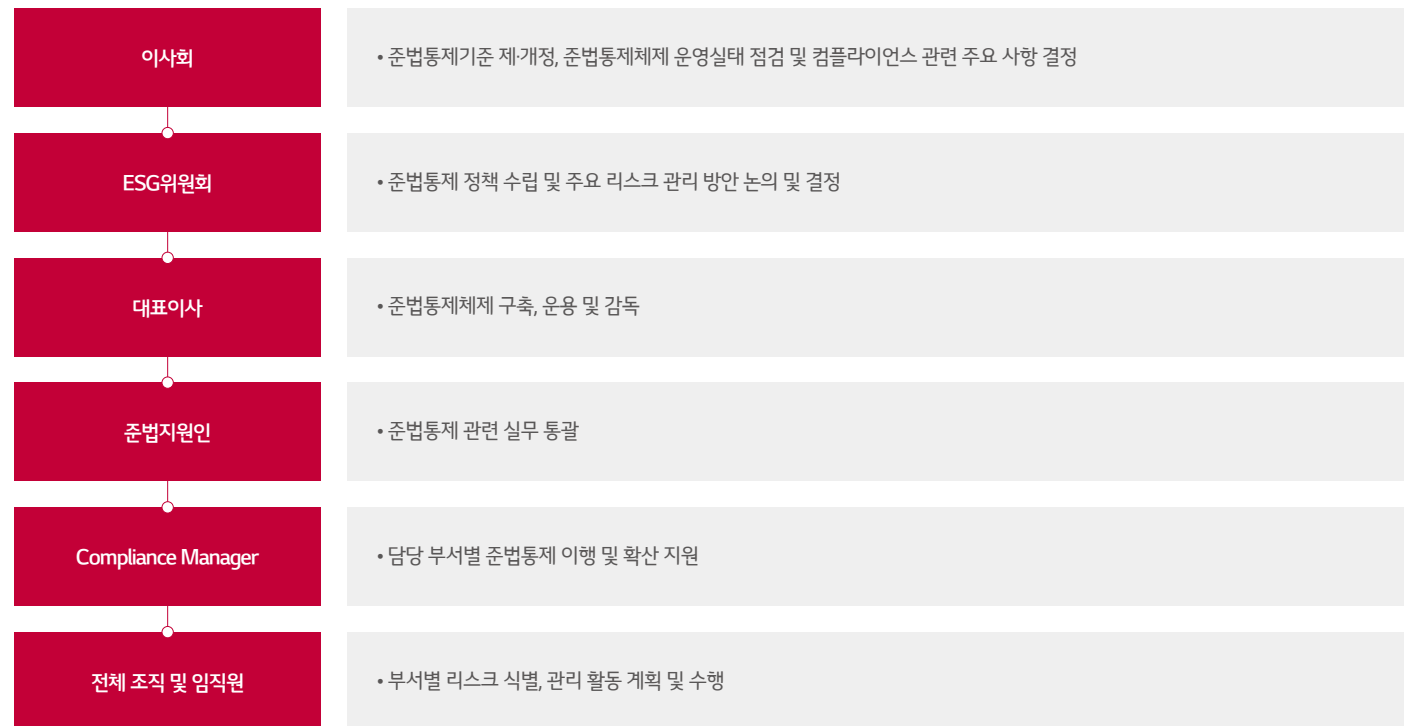 이사회
• 준법통제기준 제·개정, 준법통제체제 운영실태 점검 및 컴플라이언스 관련 주요 사항 결정
ESG위원회
• 준법통제 정책 수립 및 주요 리스크 관리 방안 논의 및 결정
대표이사
• 준법통제체제 구축, 운용 및 감독
준법지원인
• 준법통제 관련 실무 통괄
Compliance Manager
• 담당 부서별 준법통제 이행 및 확산 지원
전체 조직 및 임직원
• 부서별 리스크 식별, 관리 활동 계획 및 수행